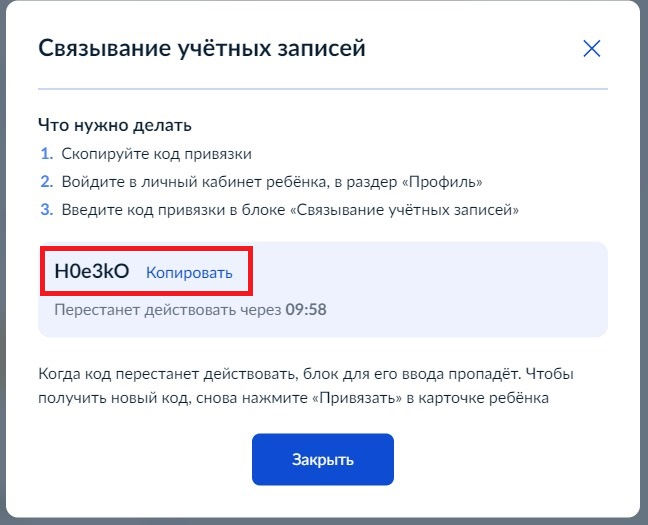 Связывание учётных записей
Что нужно делать
1. Скопируйте код привязки
2. Войдите в личный кабинет ребёнка, в раздер «Профиль»
3. Введите код привязки в блоке «Связывание учётных записей»
H0e3kO Копировать
Перестанет действовать через 09:58
Когда код перестанет действовать, блок для его ввода пропадёт. Чтобы
получить новый код, снова нажмите «Привязать» в карточке ребёнка
Закрыть